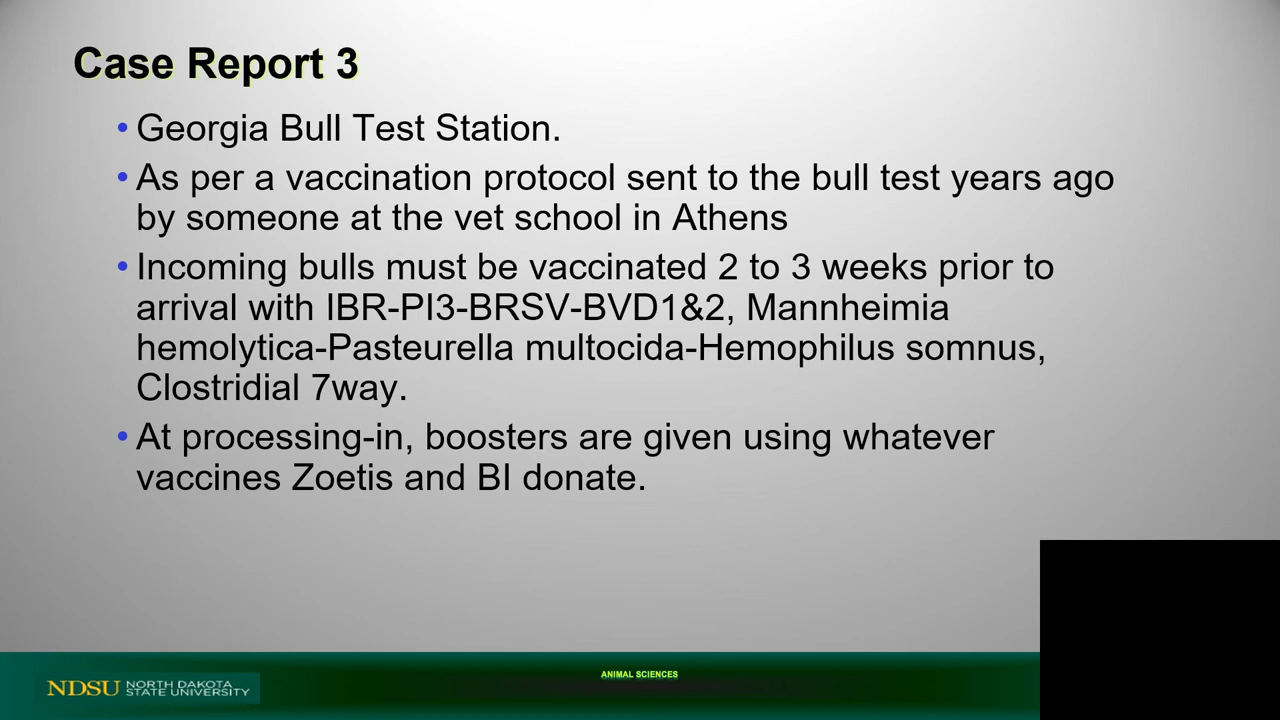 Case Report 3
• Georgia Bull Test Station.
• As per a vaccination protocol sent to the bull test years ago
by someone at the vet school in Athens
• Incoming bulls must be vaccinated 2 to 3 weeks prior to
arrival with IBR-PI3-BRSV-BVD1&2, Mannheimia
hemolytica-Pasteurella multocida-Hemophilus somnus,
Clostridial 7way.
• At processing-in, boosters are given using whatever
vaccines Zoetis and BI donate.
ANIMAL SCIENCES
NDSU NORTH DAKOTA
STATE UNIVERSITY